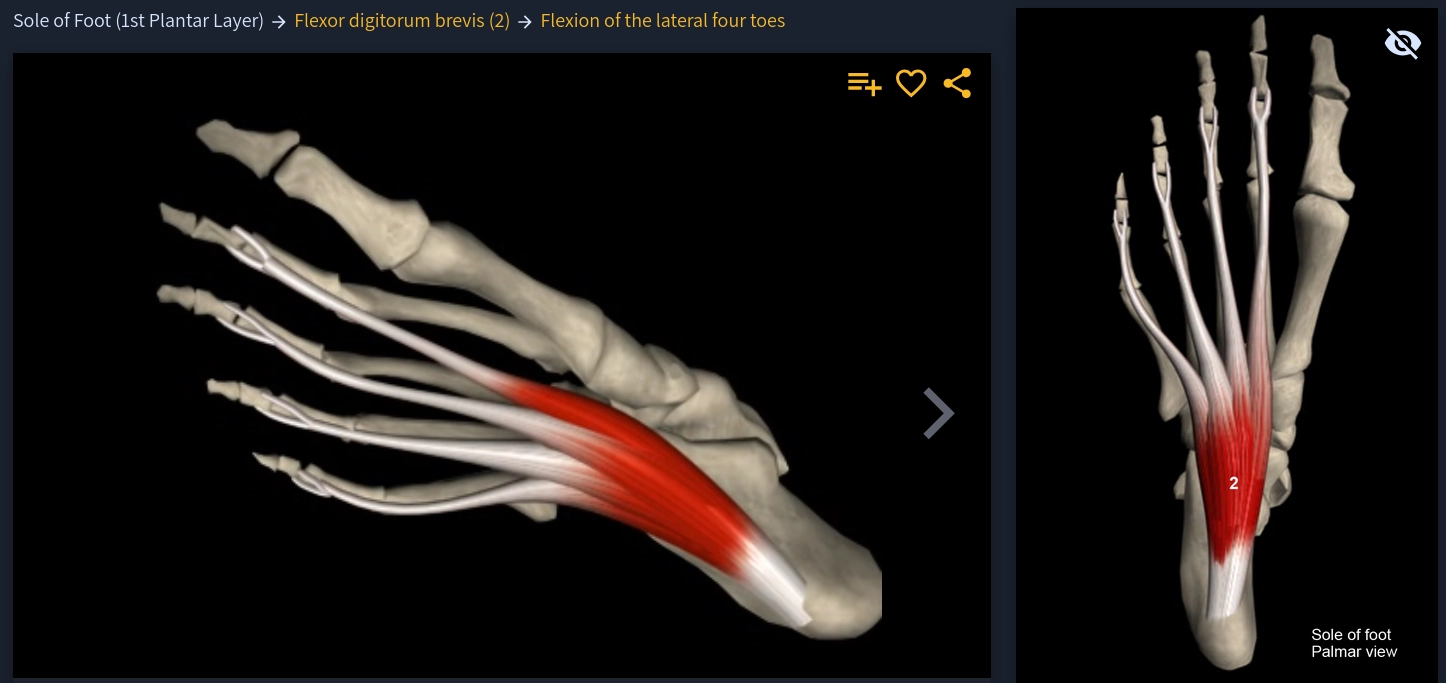 Sole of Foot (1st Plantar Layer) → Flexor digitorum brevis (2) → Flexion of the lateral four toes
2
Sole of foot
Palmar view